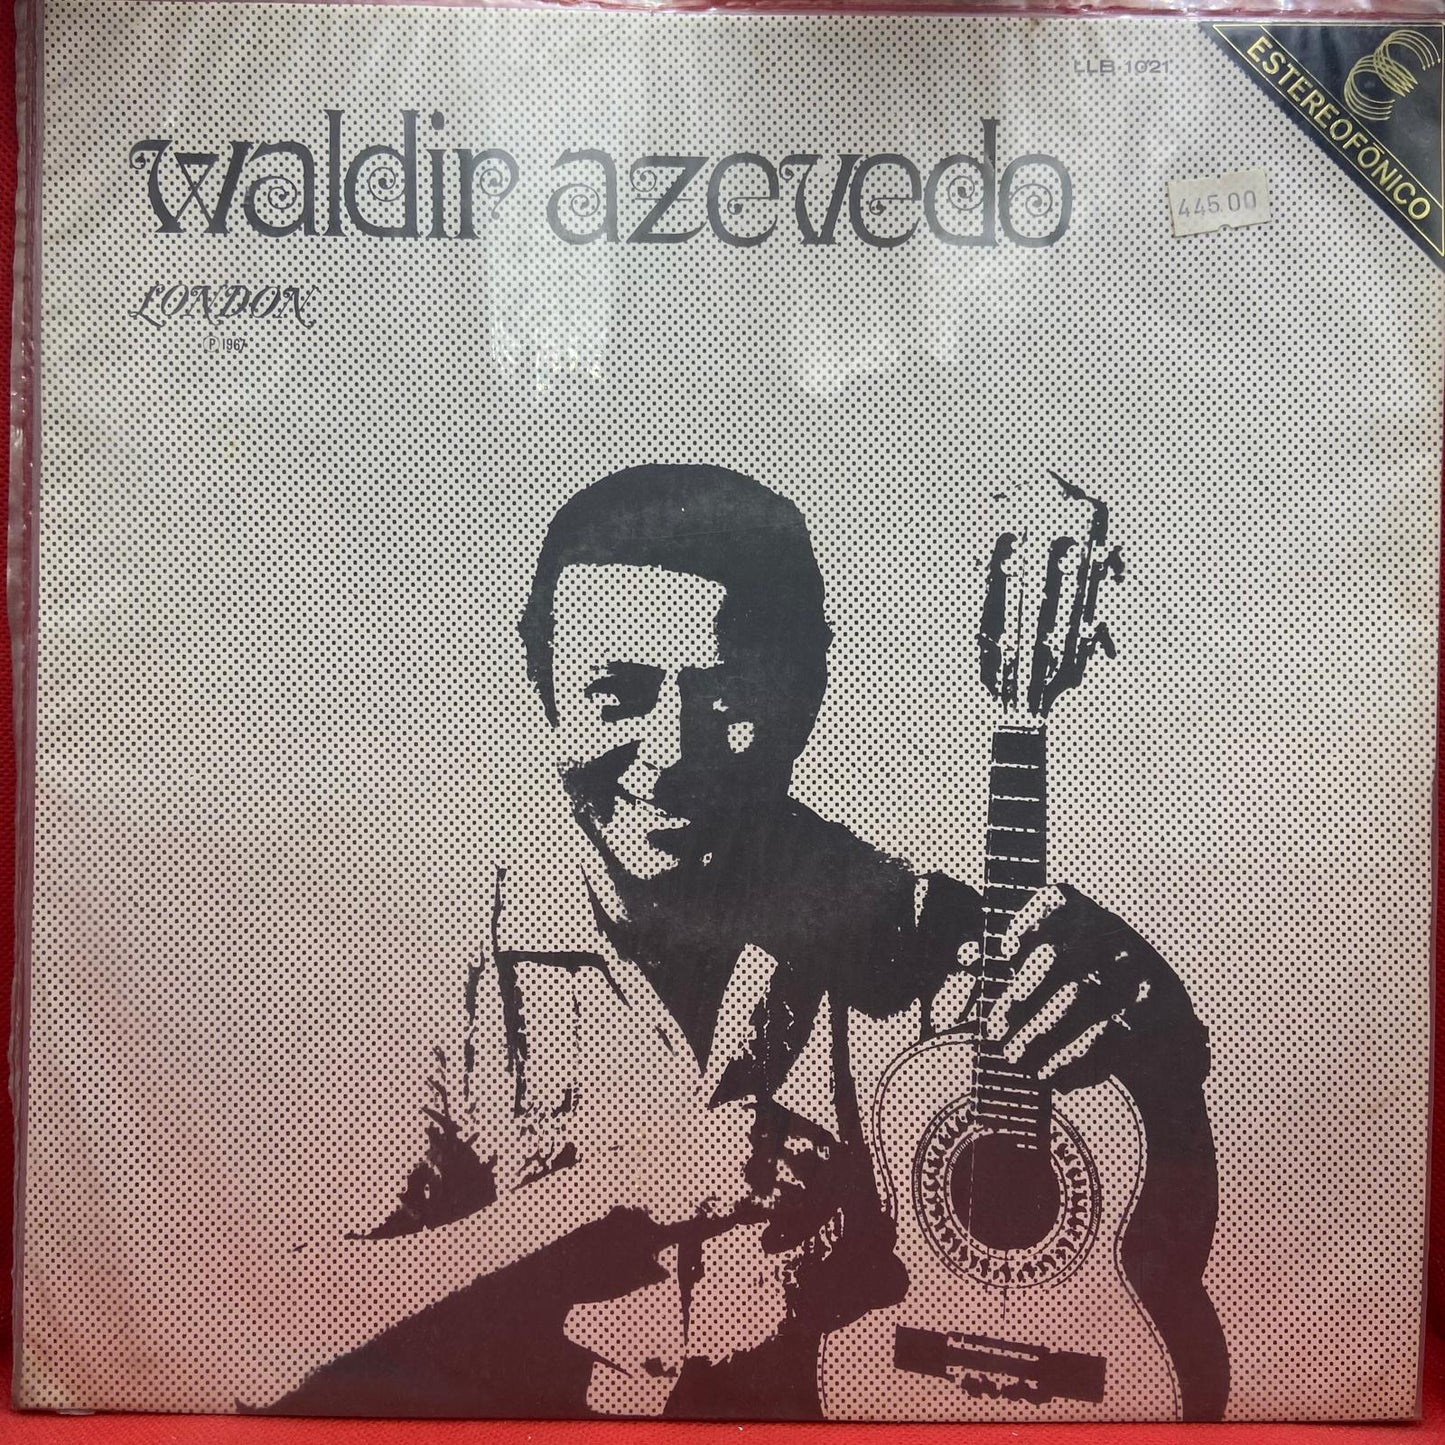 LLB 1021
ESTEREOFÔNICO
waldir azevedo
445.00
LONDON
Ⓟ 1967